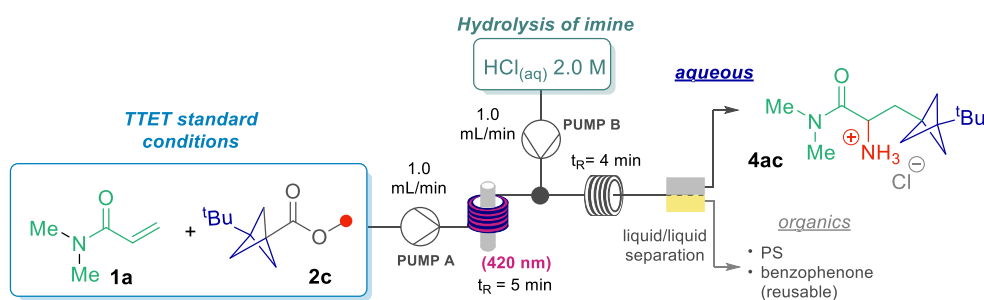 Hydrolysis of imine
HCl(aq) 2.0 M
TTET standard
conditions
1.0
mL/min
PUMP B
1.0
mL/min
PUMP A
(420 nm)
tR = 5 min
tR= 4 min
liquid/liquid
separation
aqueous
organics
• PS
• benzophenone
(reusable)
O
Me
N
Me
1a
+
tBu
O
O
2c
O
Me
N
Me
+
NH3
Cl
−
tBu
4ac